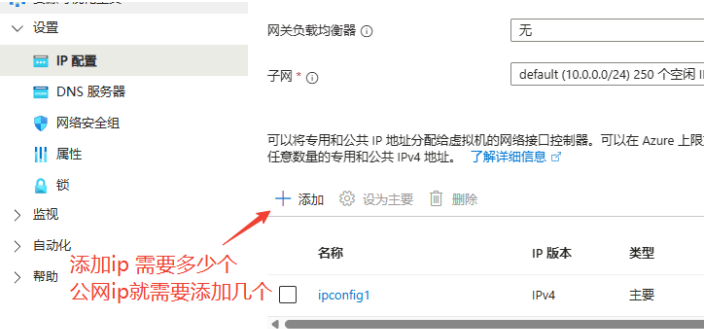 设置
IP 配置
DNS 服务器
网络安全组
属性
锁
监视
自动化
帮助
网关负载均衡器
无
子网 *
default (10.0.0.0/24) 250 个空闲 I
可以将专用和公共 IP 地址分配给虚拟机的网络接口控制器。可以在 Azure 上限
任意数量的专用和公共 IPv4 地址。 了解详细信息
添加 设为主要 删除
名称 IP 版本 类型
ipconfig1 IPv4 主要
添加ip 需要多少个
公网ip就需要添加几个